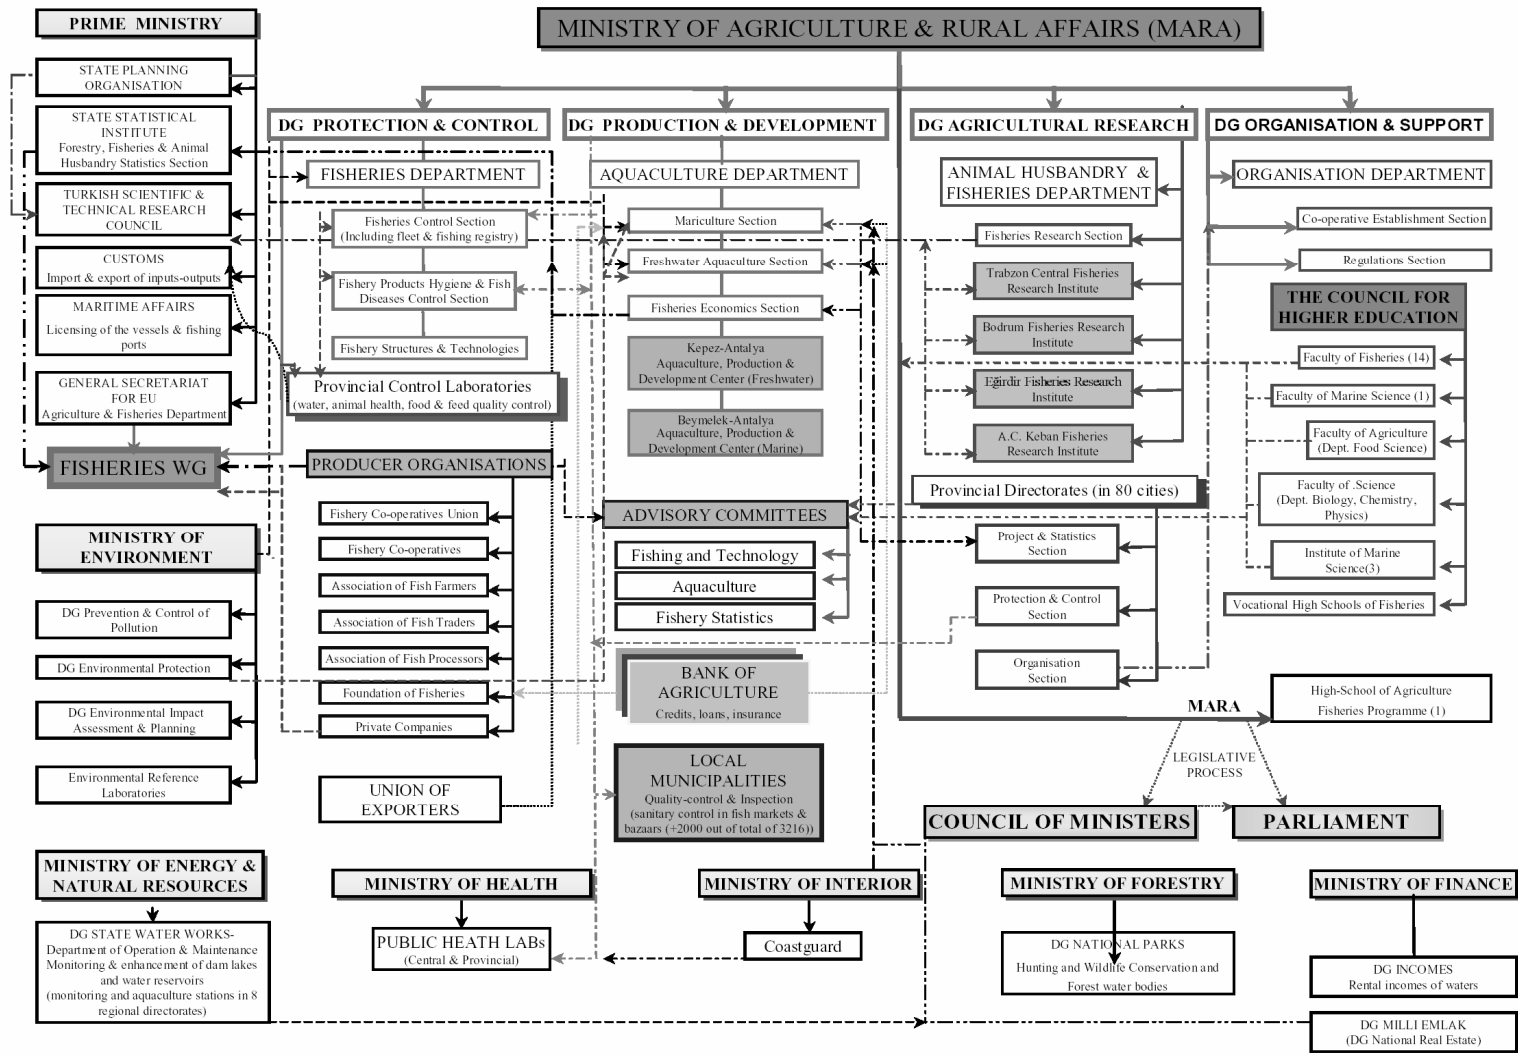 PRIME MINISTRY
STATE PLANNING
ORGANISATION
STATE STATISTICAL
INSTITUTE
Forestry, Fisheries & Animal
Husbandry Statistics Section
TURKISH SCIENTIFIC &
TECHNICAL RESEARCH
COUNCIL
CUSTOMS
Import & export of inputs-outputs
MARITIME AFFAIRS
Licensing of the vessels & fishing
ports
GENERAL SECRETARIAT
FOR EU
Agriculture & Fisheries Department
FISHERIES WG
MINISTRY OF
ENVIRONMENT
DG Prevention & Control of
Pollution
DG Environmental Protection
DG Environmental Impact
Assessment & Planning
Environmental Reference
Laboratories
MINISTRY OF ENERGY &
NATURAL RESOURCES
DG STATE WATER WORKS-
Department of Operation & Maintenance
Monitoring & enhancement of dam lakes
and water reservoirs
(monitoring and aquaculture stations in 8
regional directorates)
MINISTRY OF AGRICULTURE & RURAL AFFAIRS (MARA)
DG PROTECTION & CONTROL
FISHERIES DEPARTMENT
Fisheries Control Section
(Including fleet & fishing registry)
Fishery Products Hygiene & Fish
Diseases Control Section
Fishery Structures & Technologies
Provincial Control Laboratories
(water, animal health, food & feed quality control)
PRODUCER ORGANISATIONS
Fishery Co-operatives Union
Fishery Co-operatives
Association of Fish Farmers
Association of Fish Traders
Association of Fish Processors
Foundation of Fisheries
Private Companies
UNION OF
EXPORTERS
MINISTRY OF HEALTH
PUBLIC HEATH LABs
(Central & Provincial)
DG PRODUCTION & DEVELOPMENT
AQUACULTURE DEPARTMENT
Mariculture Section
Freshwater Aquaculture Section
Fisheries Economics Section
Kepez-Antalya
Aquaculture, Production &
Development Center (Freshwater)
Beymelek-Antalya
Aquaculture, Production &
Development Center (Marine)
ADVISORY COMMITTEES
Fishing and Technology
Aquaculture
Fishery Statistics
BANK OF
AGRICULTURE
Credits, loans, insurance
LOCAL
MUNICIPALITIES
Quality-control & Inspection
(sanitary control in fish markets &
bazaars (+2000 out of total of 3216))
MINISTRY OF INTERIOR
Coastguard
DG AGRICULTURAL RESEARCH
ANIMAL HUSBANDRY &
FISHERIES DEPARTMENT
Fisheries Research Section
Trabzon Central Fisheries
Research Institute
Bodrum Fisheries Research
Institute
Eğirdir Fisheries Research
Institute
A.C. Keban Fisheries
Research Institute
Provincial Directorates (in 80 cities)
Project & Statistics
Section
Protection & Control
Section
Organisation
Section
DG ORGANISATION & SUPPORT
ORGANISATION DEPARTMENT
Co-operative Establishment Section
Regulations Section
THE COUNCIL FOR
HIGHER EDUCATION
Faculty of Fisheries (14)
Faculty of Marine Science (1)
Faculty of Agriculture
(Dept. Food Science)
Faculty of .Science
(Dept. Biology, Chemistry,
Physics)
Institute of Marine
Science(3)
Vocational High Schools of Fisheries
High-School of Agriculture
Fisheries Programme (1)
MARA
LEGISLATIVE
PROCESS
COUNCIL OF MINISTERS
PARLIAMENT
MINISTRY OF FORESTRY
DG NATIONAL PARKS
Hunting and Wildlife Conservation and
Forest water bodies
MINISTRY OF FINANCE
DG INCOMES
Rental incomes of waters
DG MILLI EMLAK
(DG National Real Estate)